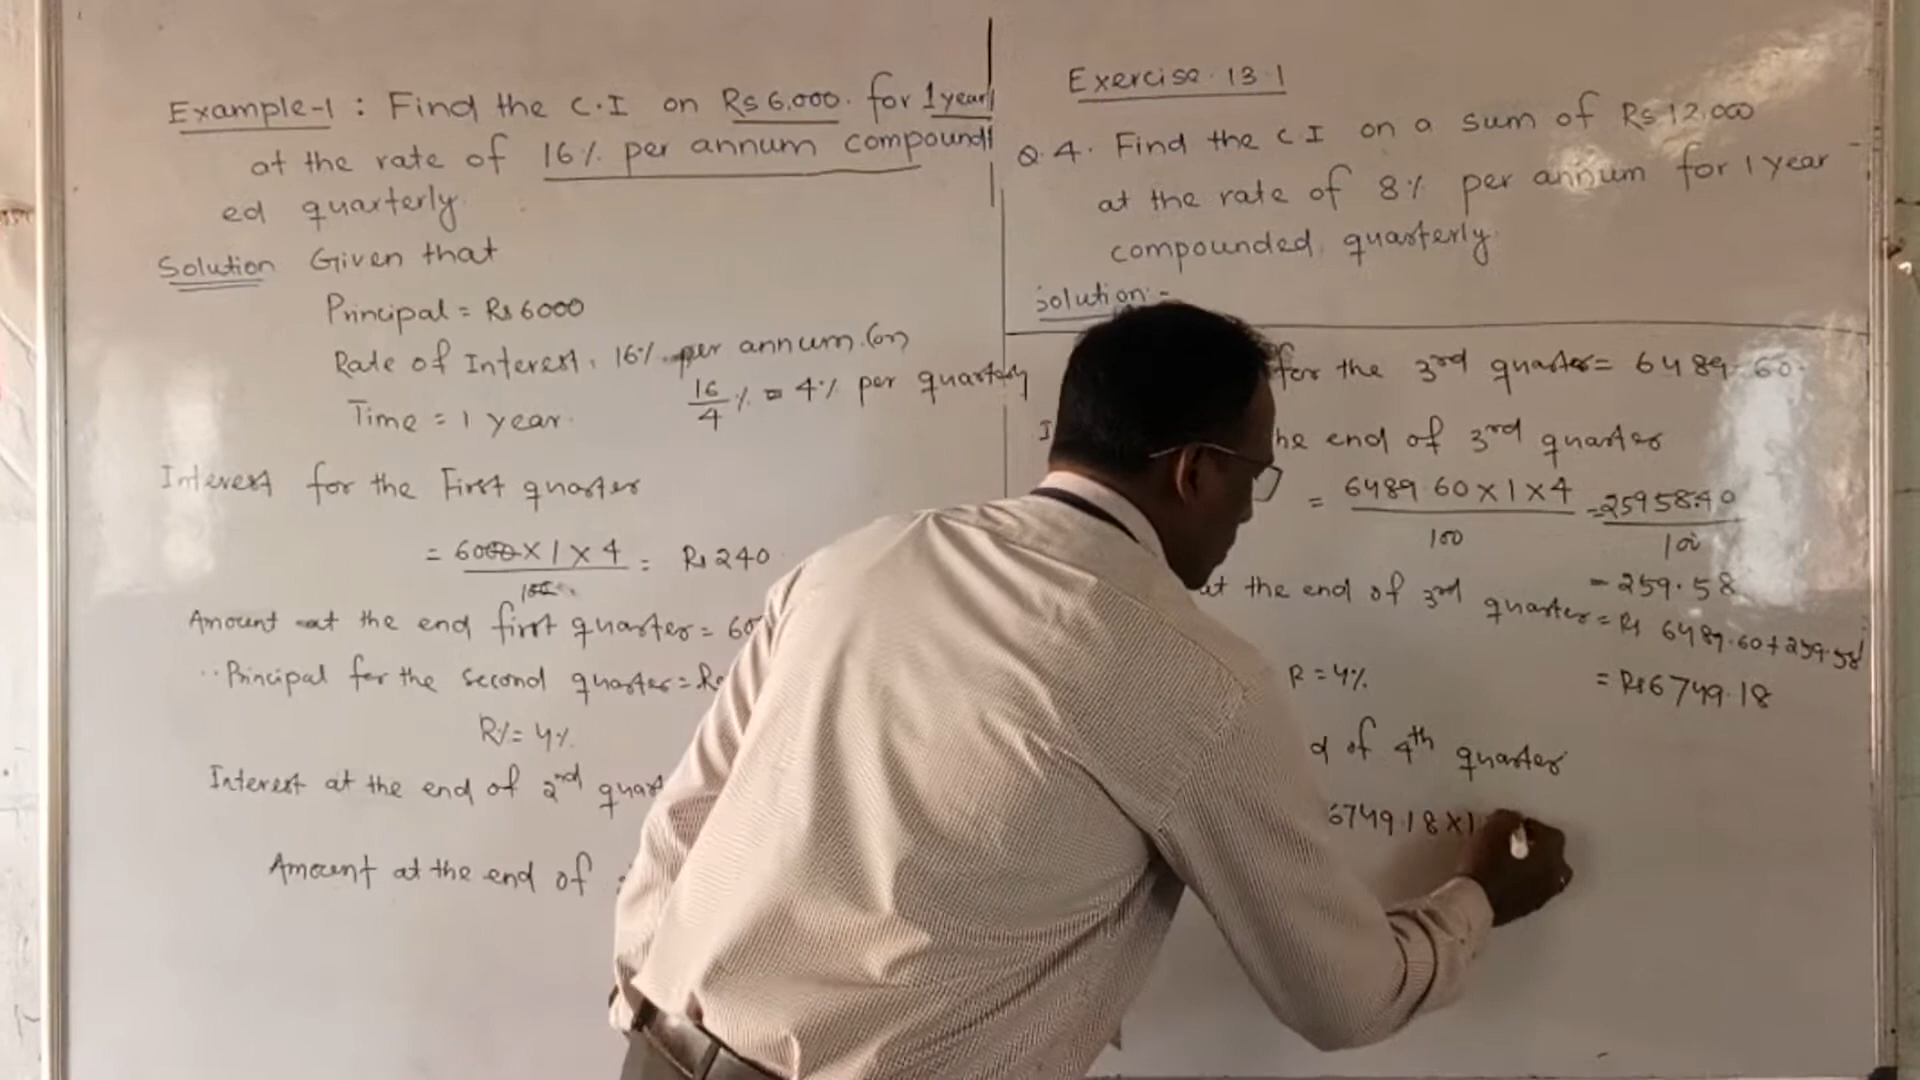 Example-1 : Find the C.I on Rs 6,000. for 1 year
at the rate of 16% per annum compound
ed quarterly.
Solution Given that
Principal = Rs 6000
Rate of Interest = 16% per annum (or)
16/4 % = 4% per quarterly
Time = 1 year.
Interest for the First quarter
= 6000 X 1 X 4 / 100 = Rs 240
Amount at the end first quarter = 60
∴ Principal for the second quarter = Rs
R% = 4%
Interest at the end of 2nd quart
Amount at the end of
Exercise. 13.1
Q.4. Find the C.I on a sum of Rs 12,000
at the rate of 8% per annum for 1 year
compounded quarterly.
Solution:-
for the 3rd quarter = 6489.60.
I he end of 3rd quarter
= 6489.60 X 1 X 4 / 100 = 25958.40 / 100
= 259.58
at the end of 3rd quarter = Rs 6489.60 + 259.58
= Rs 6749.18
R = 4%
d of 4th quarter
6749.18 X 1